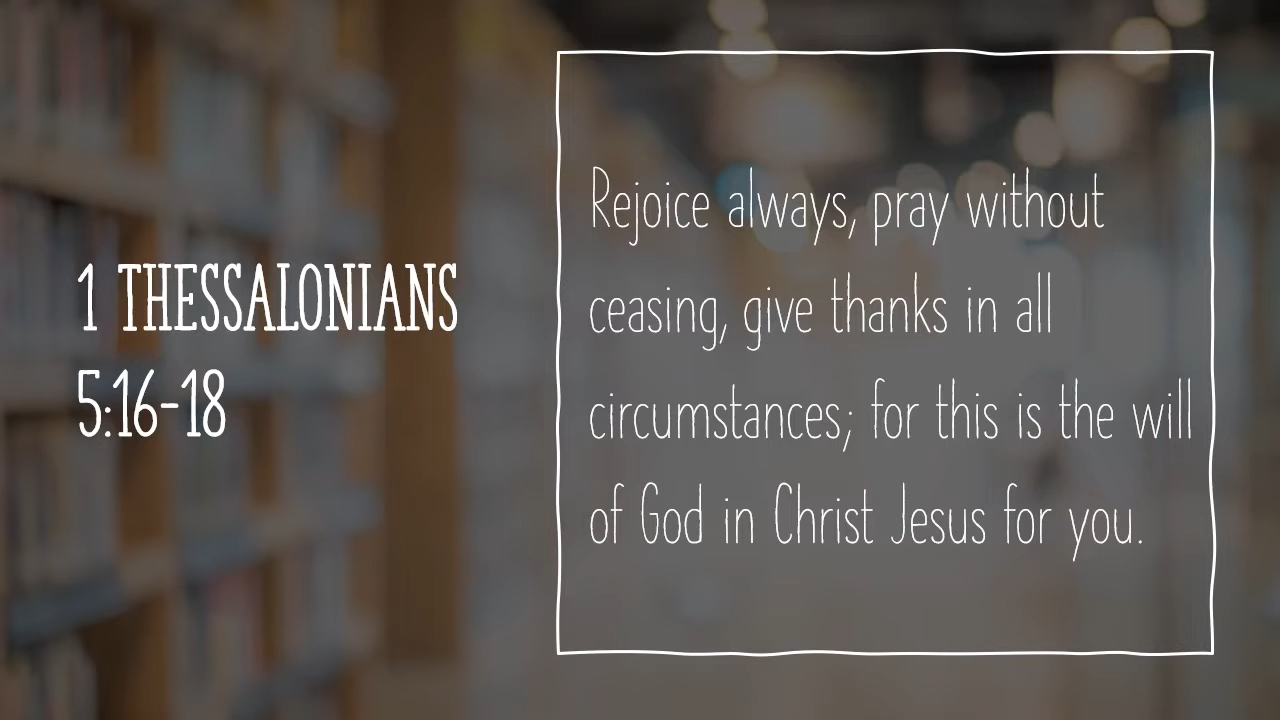 1 THESSALONIANS
5:16-18
Rejoice always, pray without
ceasing, give thanks in all
circumstances; for this is the will
of God in Christ Jesus for you.